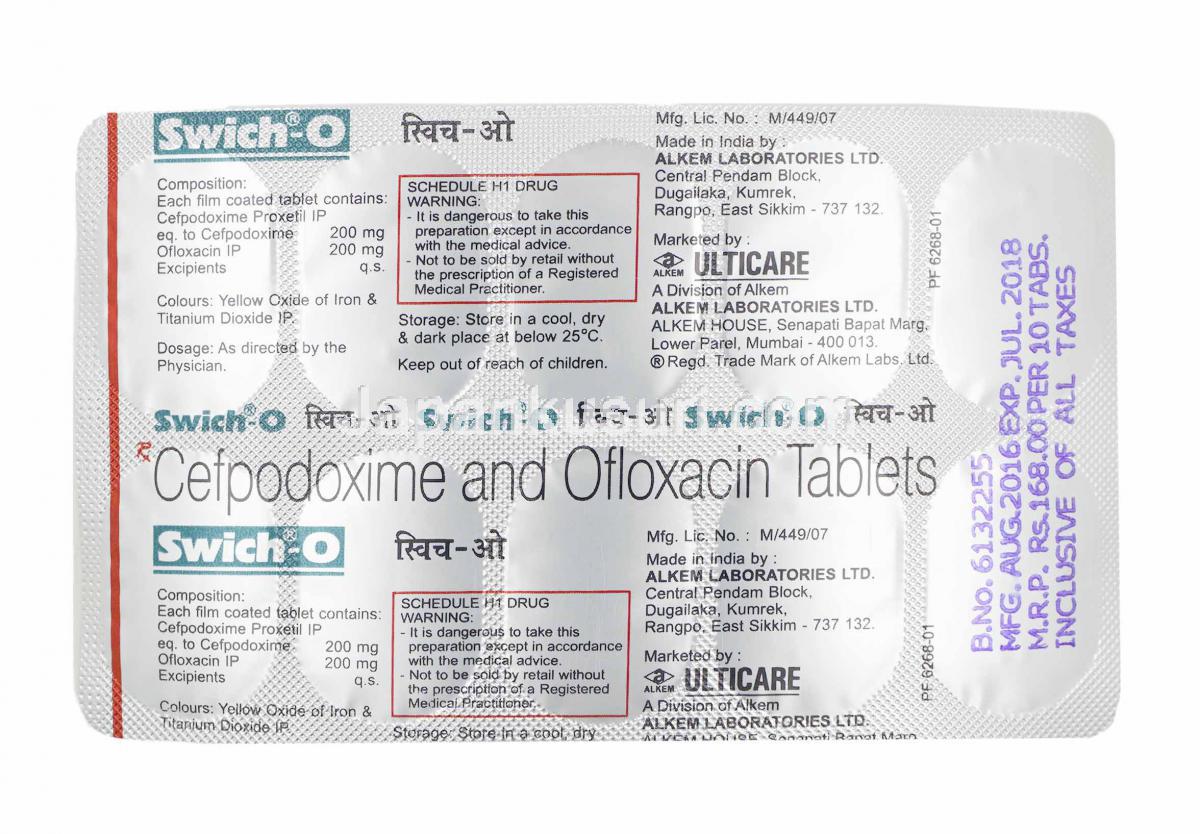 Swich®-O
स्विच-ओ
Composition:
Each film coated tablet contains:
Cefpodoxime Proxetil IP
eq. to Cefpodoxime 200 mg
Ofloxacin IP 200 mg
Excipients q.s.
Colours: Yellow Oxide of Iron &
Titanium Dioxide IP.
Dosage: As directed by the
Physician.
SCHEDULE H1 DRUG
WARNING:
- It is dangerous to take this
preparation except in accordance
with the medical advice.
- Not to be sold by retail without
the prescription of a Registered
Medical Practitioner.
Storage: Store in a cool, dry
& dark place at below 25°C.
Keep out of reach of children.
Mfg. Lic. No. : M/449/07
Made in India by :
ALKEM LABORATORIES LTD.
Central Pendam Block,
Dugailaka, Kumrek,
Rangpo, East Sikkim - 737 132.
Marketed by :
ALKEM ULTICARE
A Division of Alkem
ALKEM LABORATORIES LTD.
ALKEM HOUSE, Senapati Bapat Marg,
Lower Parel, Mumbai - 400 013.
® Regd. Trade Mark of Alkem Labs. Ltd.
PF 6268-01
Swich®-O स्विच-ओ Swich®-O स्विच-ओ Swich®-O स्विच-ओ
Japankusuri.com
Rx Cefpodoxime and Ofloxacin Tablets
Swich®-O
स्विच-ओ
Composition:
Each film coated tablet contains:
Cefpodoxime Proxetil IP
eq. to Cefpodoxime 200 mg
Ofloxacin IP 200 mg
Excipients q.s.
Colours: Yellow Oxide of Iron &
Titanium Dioxide IP.
SCHEDULE H1 DRUG
WARNING:
- It is dangerous to take this
preparation except in accordance
with the medical advice.
- Not to be sold by retail without
the prescription of a Registered
Medical Practitioner.
Storage: Store in a cool, dry
Mfg. Lic. No. : M/449/07
Made in India by :
ALKEM LABORATORIES LTD.
Central Pendam Block,
Dugailaka, Kumrek,
Rangpo, East Sikkim - 737 132.
Marketed by :
ALKEM ULTICARE
A Division of Alkem
ALKEM LABORATORIES LTD.
ALKEM HOUSE, Senapati Bapat Marg,
PF 6268-01
B.No. 6132255
MFG. AUG.2016 EXP. JUL. 2018
M.R.P. RS.168.00 PER 10 TABS.
INCLUSIVE OF ALL TAXES